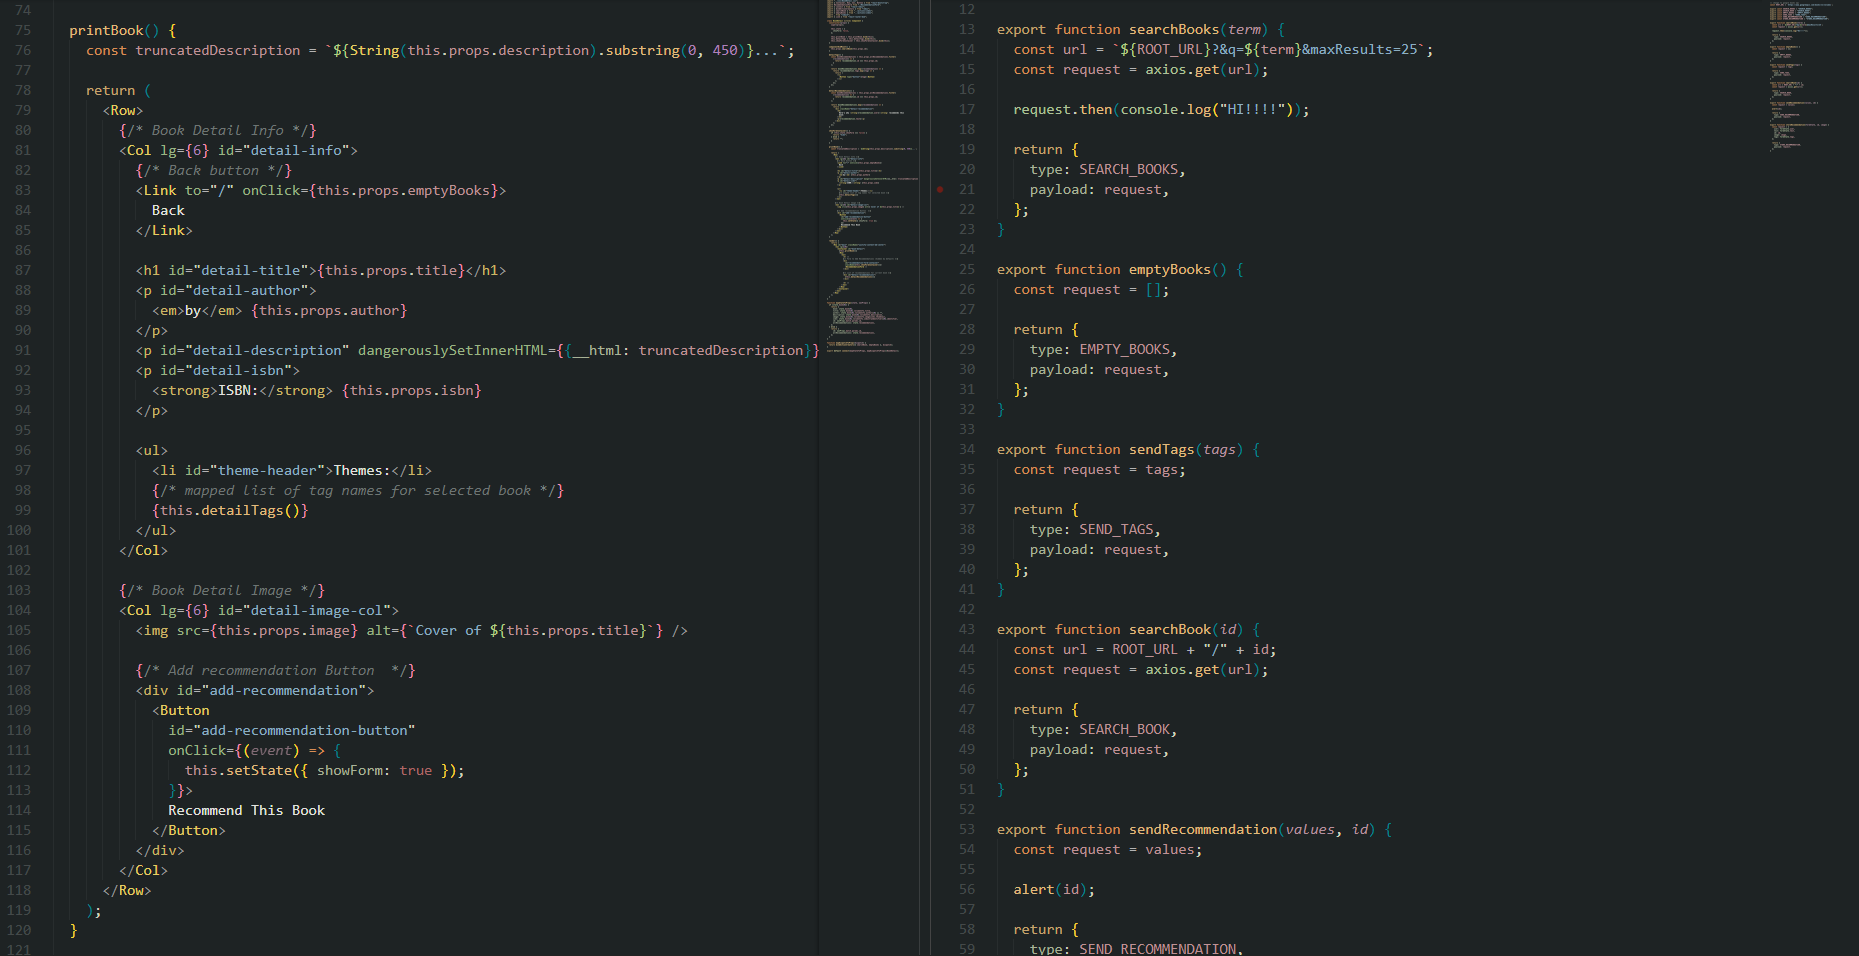 74
75 printBook() {
76 const truncatedDescription = `${String(this.props.description).substring(0, 450)}...`;
77
78 return (
79 <Row>
80 {/* Book Detail Info */}
81 <Col lg={6} id="detail-info">
82 {/* Back button */}
83 <Link to="/" onClick={this.props.emptyBooks}>
84 Back
85 </Link>
86
87 <h1 id="detail-title">{this.props.title}</h1>
88 <p id="detail-author">
89 <em>by</em> {this.props.author}
90 </p>
91 <p id="detail-description" dangerouslySetInnerHTML={{__html: truncatedDescription}}
92 <p id="detail-isbn">
93 <strong>ISBN:</strong> {this.props.isbn}
94 </p>
95
96 <ul>
97 <li id="theme-header">Themes:</li>
98 {/* mapped list of tag names for selected book */}
99 {this.detailTags()}
100 </ul>
101 </Col>
102
103 {/* Book Detail Image */}
104 <Col lg={6} id="detail-image-col">
105 <img src={this.props.image} alt={`Cover of ${this.props.title}`} />
106
107 {/* Add recommendation Button  */}
108 <div id="add-recommendation">
109 <Button
110 id="add-recommendation-button"
111 onClick={(event) => {
112 this.setState({ showForm: true });
113 }}>
114 Recommend This Book
115 </Button>
116 </div>
117 </Col>
118 </Row>
119 );
120 }
121
12
13 export function searchBooks(term) {
14 const url = `${ROOT_URL}?&q=${term}&maxResults=25`;
15 const request = axios.get(url);
16
17 request.then(console.log("HI!!!!"));
18
19 return {
20 type: SEARCH_BOOKS,
21 payload: request,
22 };
23 }
24
25 export function emptyBooks() {
26 const request = [];
27
28 return {
29 type: EMPTY_BOOKS,
30 payload: request,
31 };
32 }
33
34 export function sendTags(tags) {
35 const request = tags;
36
37 return {
38 type: SEND_TAGS,
39 payload: request,
40 };
41 }
42
43 export function searchBook(id) {
44 const url = ROOT_URL + "/" + id;
45 const request = axios.get(url);
46
47 return {
48 type: SEARCH_BOOK,
49 payload: request,
50 };
51 }
52
53 export function sendRecommendation(values, id) {
54 const request = values;
55
56 alert(id);
57
58 return {
59 type: SEND_RECOMMENDATION,